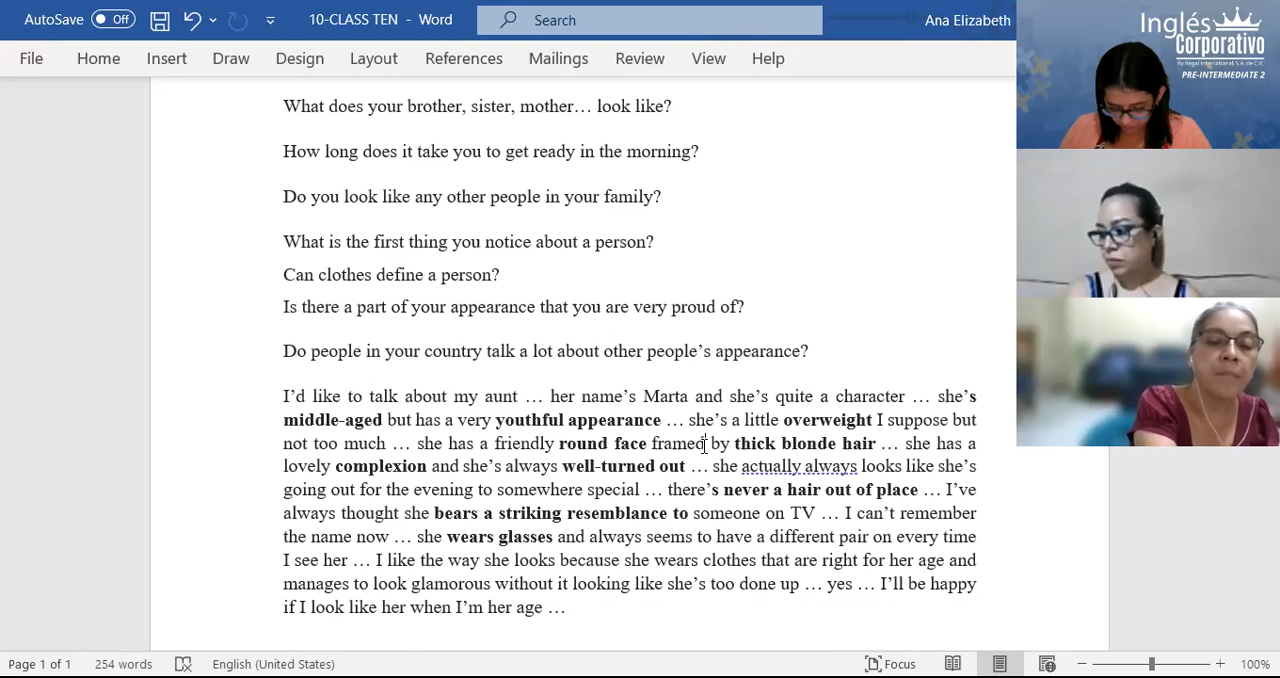 AutoSave Off 10-CLASS TEN - Word Search Ana Elizabeth
File Home Insert Draw Design Layout References Mailings Review View Help
Inglés
Corporativo
By Regal International, S.A. de C.V.
PRE-INTERMEDIATE 2
What does your brother, sister, mother… look like?
How long does it take you to get ready in the morning?
Do you look like any other people in your family?
What is the first thing you notice about a person?
Can clothes define a person?
Is there a part of your appearance that you are very proud of?
Do people in your country talk a lot about other people’s appearance?
I’d like to talk about my aunt … her name’s Marta and she’s quite a character … she’s
middle-aged but has a very youthful appearance … she’s a little overweight I suppose but
not too much … she has a friendly round face framed by thick blonde hair … she has a
lovely complexion and she’s always well-turned out … she actually always looks like she’s
going out for the evening to somewhere special … there’s never a hair out of place … I’ve
always thought she bears a striking resemblance to someone on TV … I can’t remember
the name now … she wears glasses and always seems to have a different pair on every time
I see her … I like the way she looks because she wears clothes that are right for her age and
manages to look glamorous without it looking like she’s too done up … yes … I’ll be happy
if I look like her when I’m her age …
Page 1 of 1 254 words English (United States) Focus 100%